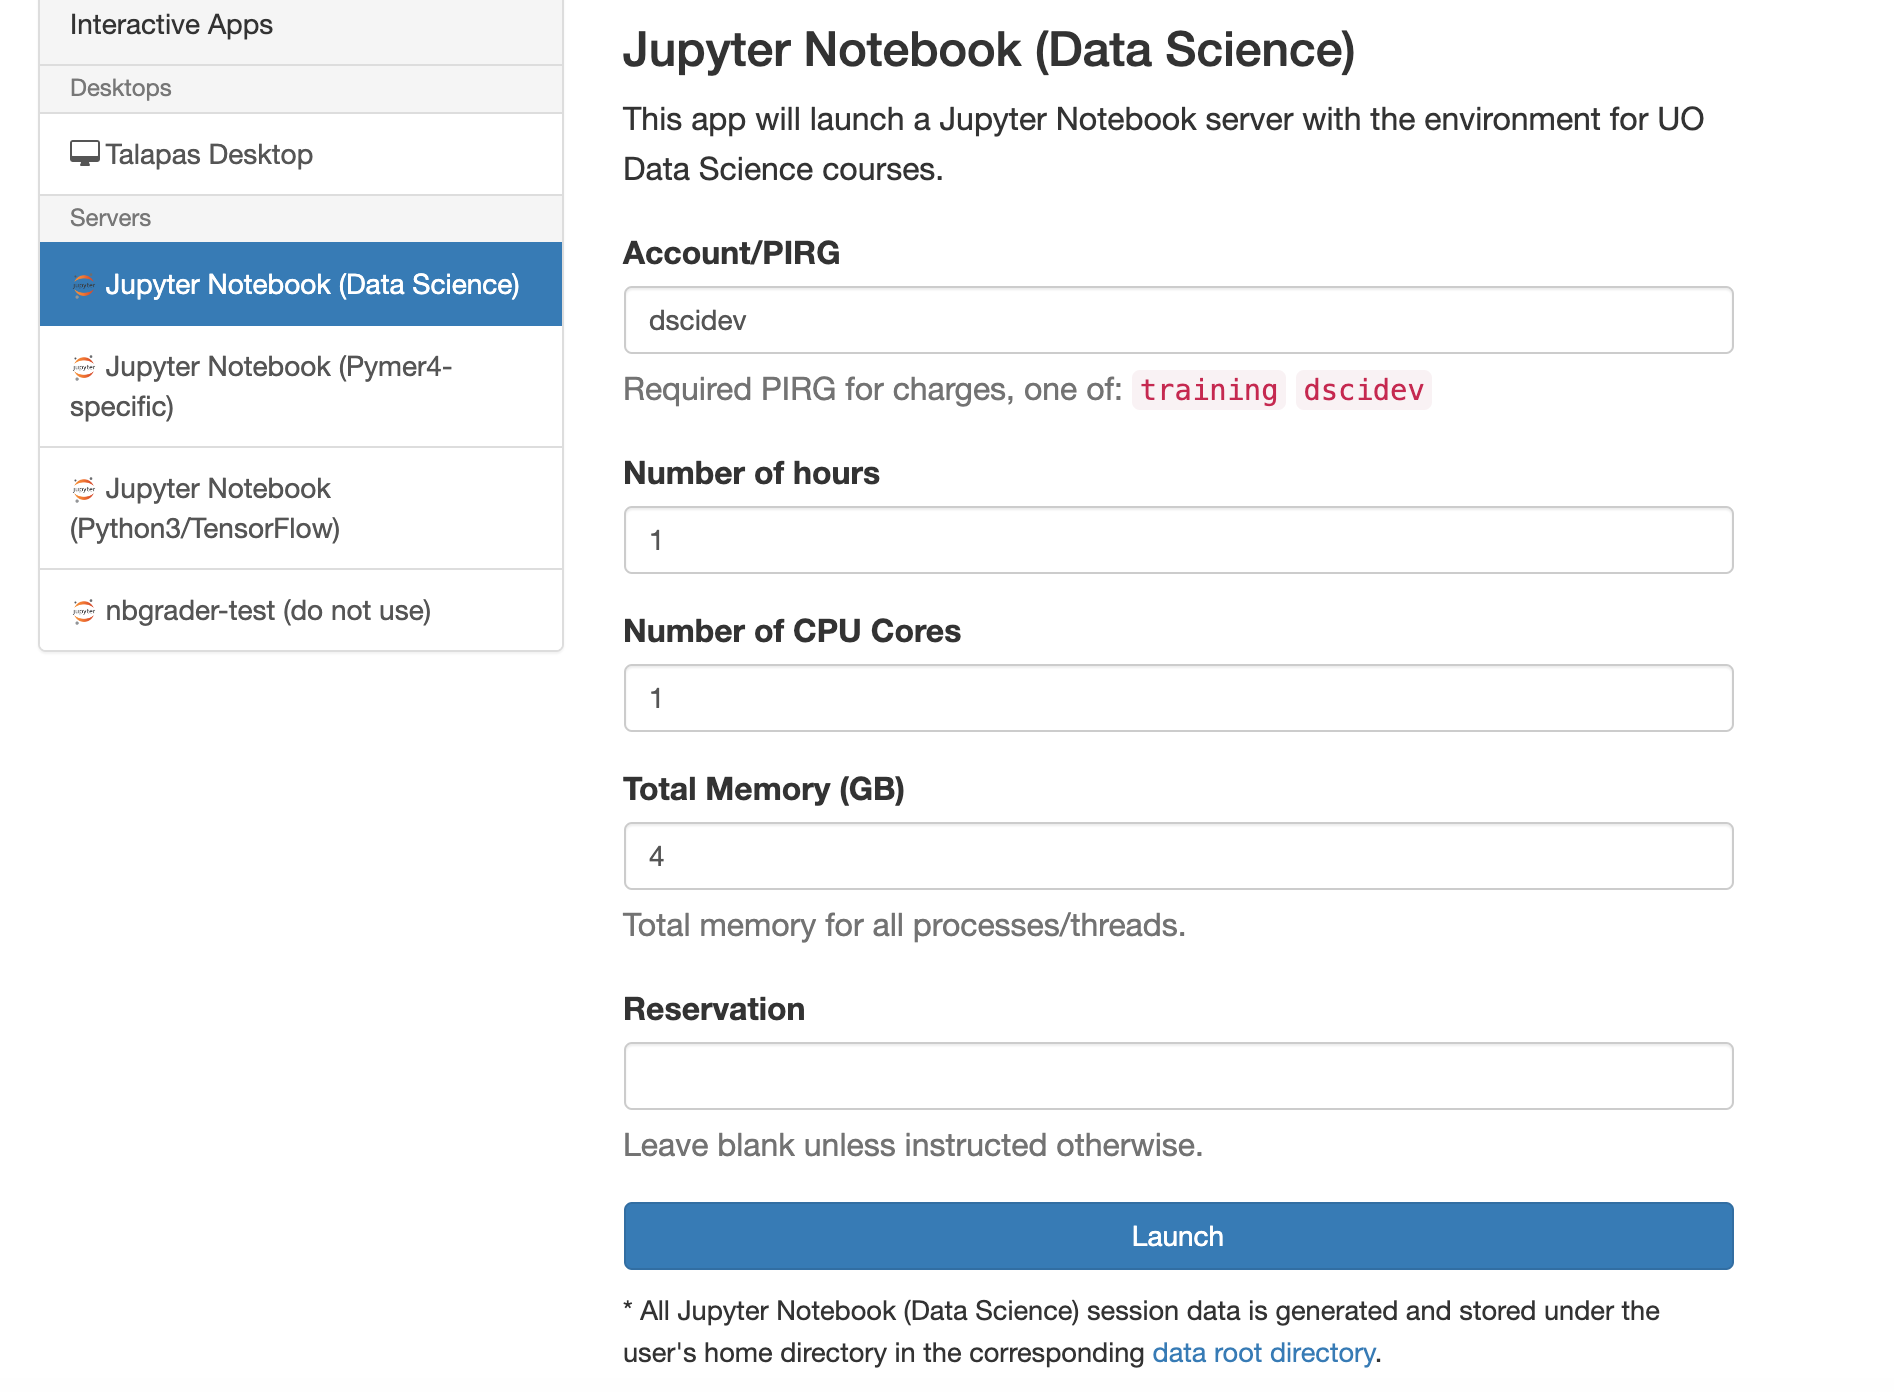 Interactive Apps
Desktops
Talapas Desktop
Servers
Jupyter Notebook (Data Science)
Jupyter Notebook (Pymer4-
specific)
Jupyter Notebook
(Python3/TensorFlow)
nbgrader-test (do not use)
Jupyter Notebook (Data Science)
This app will launch a Jupyter Notebook server with the environment for UO
Data Science courses.
Account/PIRG
dscidev
Required PIRG for charges, one of: training dscidev
Number of hours
1
Number of CPU Cores
1
Total Memory (GB)
4
Total memory for all processes/threads.
Reservation
Leave blank unless instructed otherwise.
Launch
* All Jupyter Notebook (Data Science) session data is generated and stored under the
user's home directory in the corresponding data root directory.